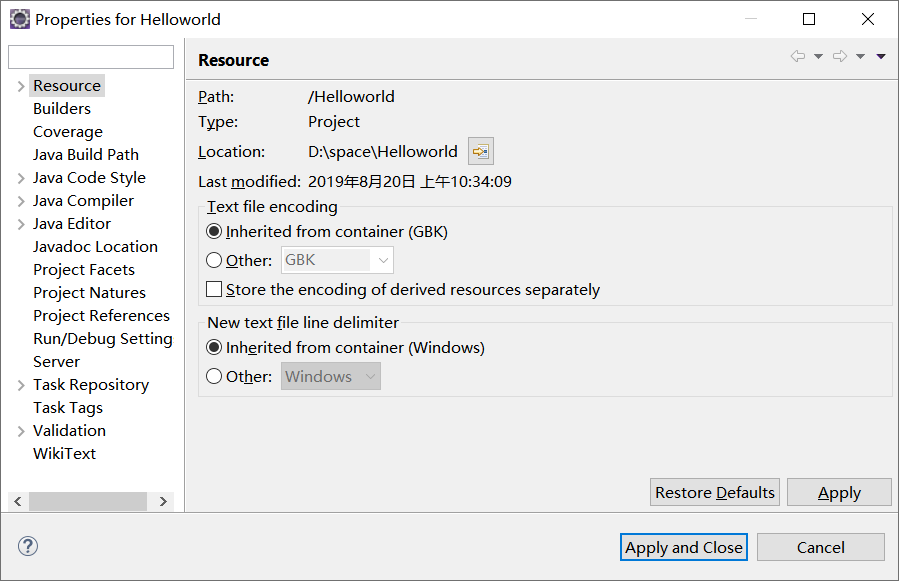 Properties for Helloworld
Resource
Builders
Coverage
Java Build Path
Java Code Style
Java Compiler
Java Editor
Javadoc Location
Project Facets
Project Natures
Project References
Run/Debug Setting
Server
Task Repository
Task Tags
Validation
WikiText
Resource
Path: /Helloworld
Type: Project
Location: D:\space\Helloworld
Last modified: 2019年8月20日 上午10:34:09
Text file encoding
Inherited from container (GBK)
Other: GBK
Store the encoding of derived resources separately
New text file line delimiter
Inherited from container (Windows)
Other: Windows
Restore Defaults Apply
? Apply and Close Cancel